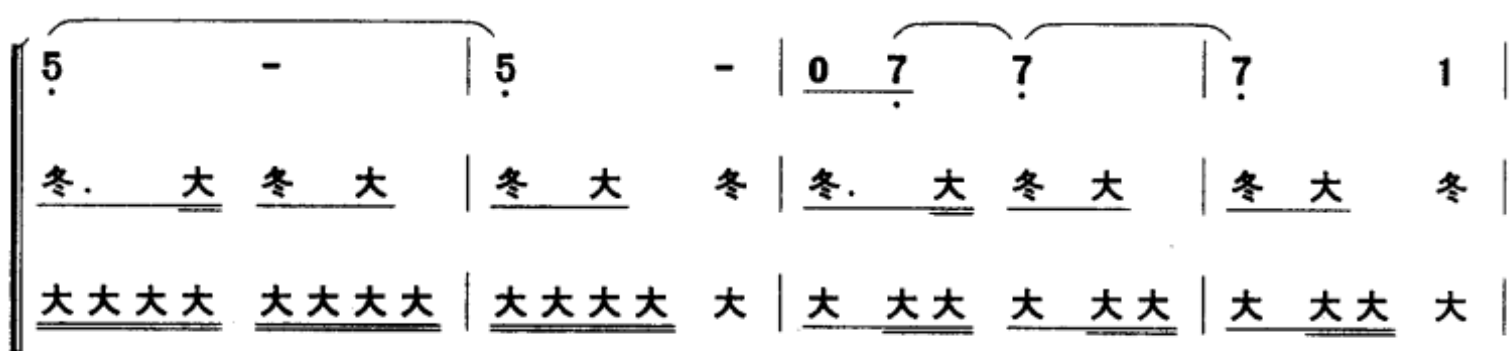 5 - | 5 - | 0 7 7 | 7 1 |
冬. 大 冬 大 | 冬 大 冬 | 冬. 大 冬 大 | 冬 大 冬 |
大 大 大 大 大 大 大 大 | 大 大 大 大 大 | 大 大 大 大 大 大 | 大 大 大 大 |